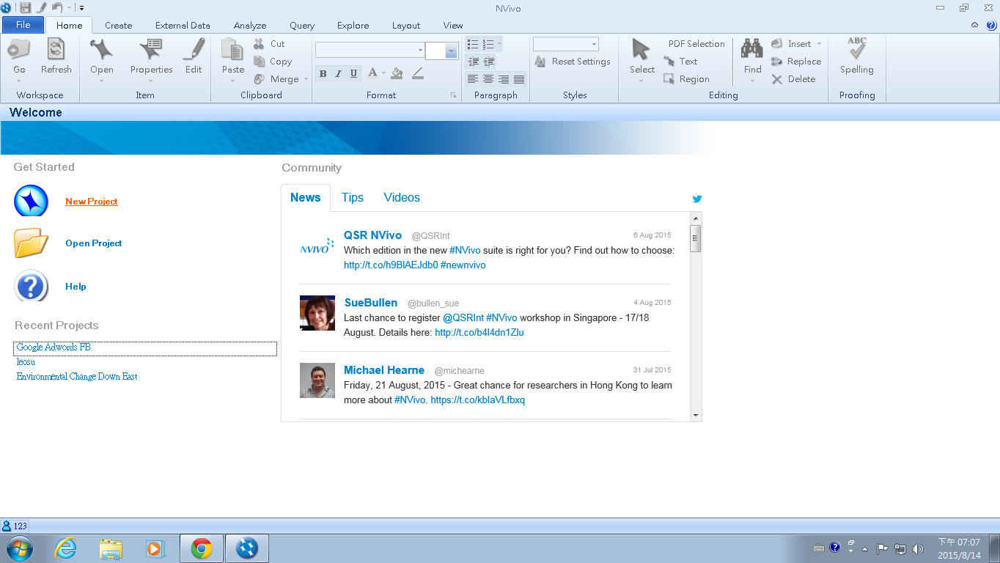 NVivo
File Home Create External Data Analyze Query Explore Layout View
Go Refresh Open Properties Edit Paste Cut Copy Merge
B I U A
Reset Settings
Select PDF Selection Text Region Find Insert Replace Delete ABC Spelling
Workspace Item Clipboard Format Paragraph Styles Editing Proofing
Welcome
Get Started
New Project
Open Project
Help
Recent Projects
Google Adwords FB
leosu
Environmental Change Down East
Community
News Tips Videos
NVIVO
QSR NVivo @QSRInt 6 Aug 2015
Which edition in the new #NVivo suite is right for you? Find out how to choose:
http://t.co/h9BlAEJdb0 #newnvivo
SueBullen @bullen_sue 4 Aug 2015
Last chance to register @QSRInt #NVivo workshop in Singapore - 17/18
August. Details here: http://t.co/b4I4dn1Zlu
Michael Hearne @michearne 31 Jul 2015
Friday, 21 August, 2015 - Great chance for researchers in Hong Kong to learn
more about #NVivo. https://t.co/kblaVLfbxq
123
下午 07:07
2015/8/14